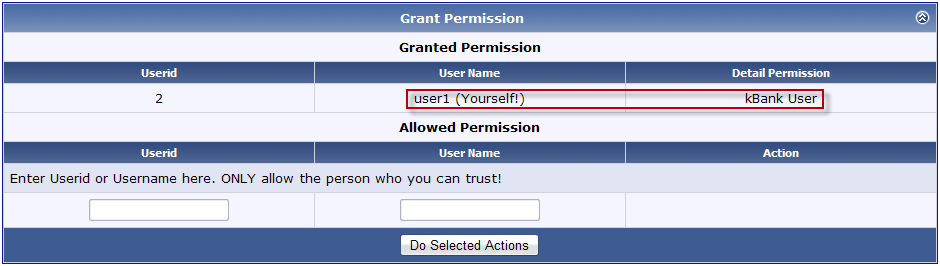 Grant Permission
Granted Permission
Userid User Name Detail Permission
2 user1 (Yourself!) kBank User
Allowed Permission
Userid User Name Action
Enter Userid or Username here. ONLY allow the person who you can trust!
Do Selected Actions